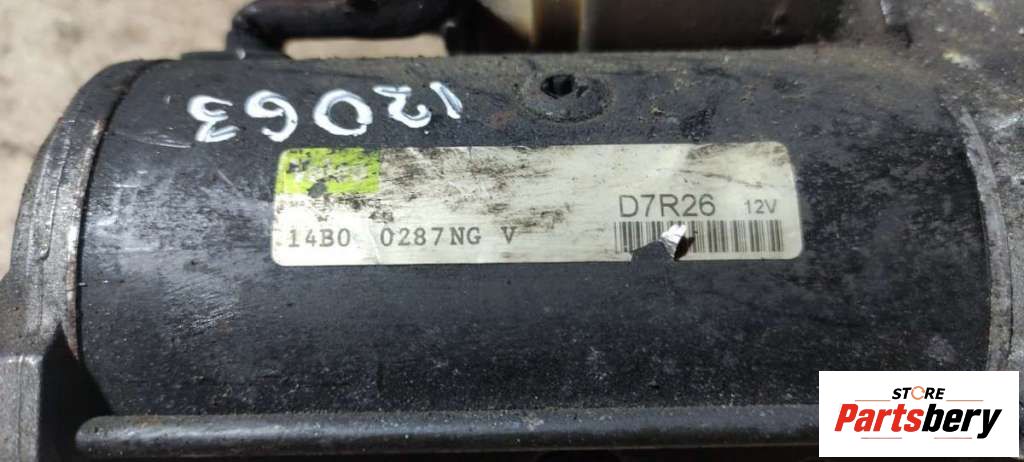 12063
D7R26 12V
14B0 0287NG V
STORE
Partsbery